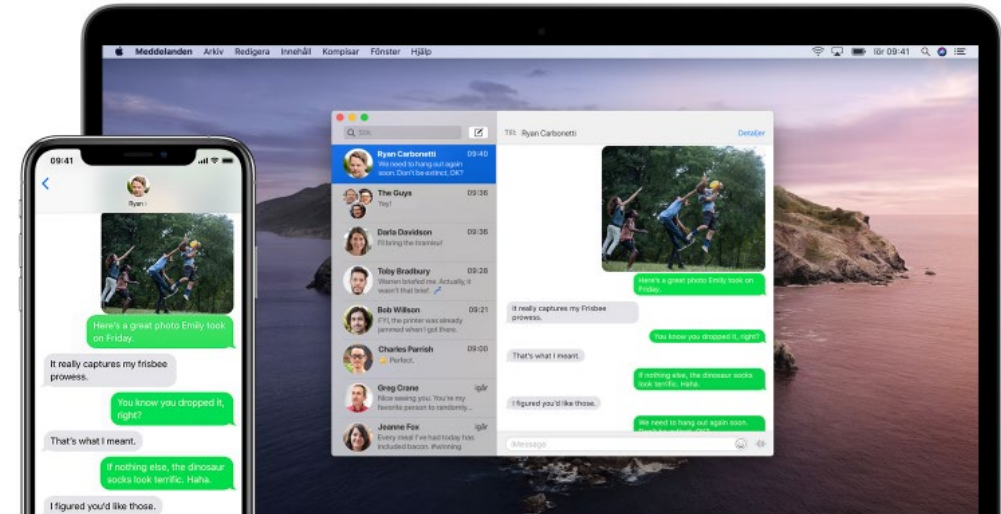 Meddelanden Arkiv Redigera Innehåll Kompisar Fönster Hjälp
lör 09:41
Sök
Ryan Carbonetti 09:40
We need to hang out again
soon. Don't be extinct, OK?
The Guys 09:36
Yey!
Darla Davidson 09:36
I'll bring the tiramisu!
Toby Bradbury 09:28
Warren briefed me. Actually, it
wasn't that brief.
Bob Willson 09:21
FYI, the printer was already
jammed when I got there.
Charles Parrish 09:00
Perfect.
Greg Crane igår
Nice seeing you. You're my
favorite person to randomly...
Jeanne Fox igår
Every meal I've had today has
included bacon. #winning
Till: Ryan Carbonetti
Detaljer
Here's a great photo Emily took on
Friday.
It really captures my Frisbee
prowess.
You know you dropped it, right?
That's what I meant.
If nothing else, the dinosaur socks
look terrific. Haha.
I figured you'd like those.
We need to hang out again soon.
Don't be extinct, OK?
iMessage
09:41
Ryan
Here's a great photo Emily took
on Friday.
It really captures my frisbee
prowess.
You know you dropped it,
right?
That's what I meant.
If nothing else, the dinosaur
socks look terrific. Haha.
I figured you'd like those.